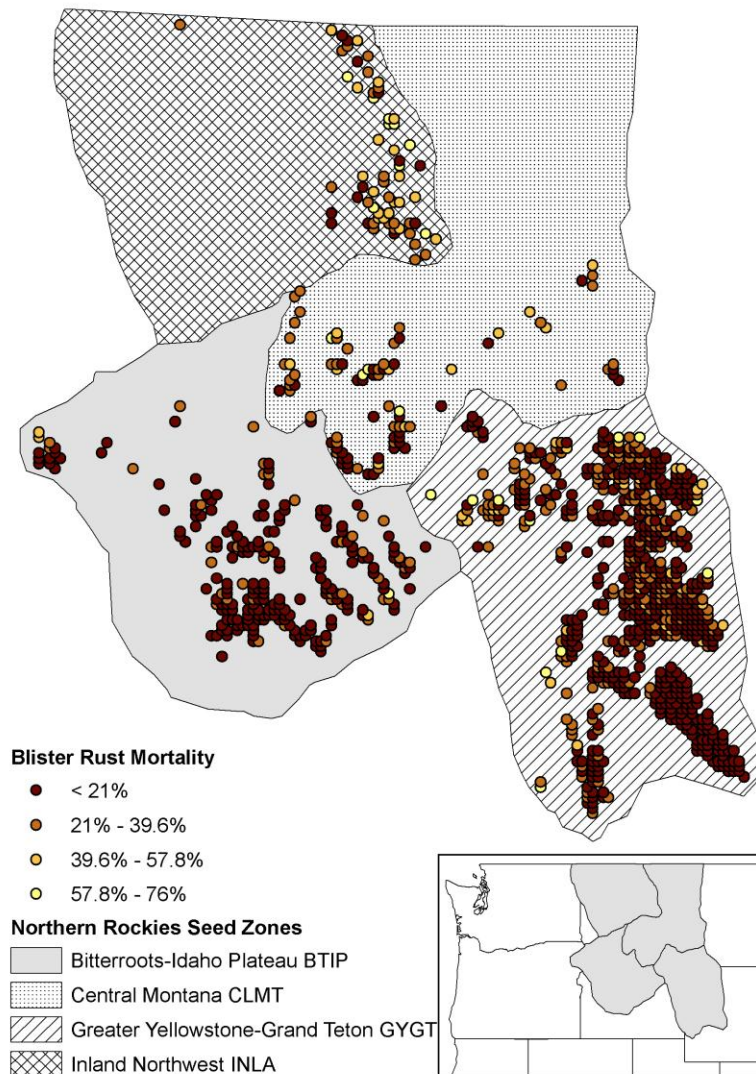 Blister Rust Mortality
< 21%
21% - 39.6%
39.6% - 57.8%
57.8% - 76%
Northern Rockies Seed Zones
Bitterroots-Idaho Plateau BTIP
Central Montana CLMT
Greater Yellowstone-Grand Teton GYGT
Inland Northwest INLA